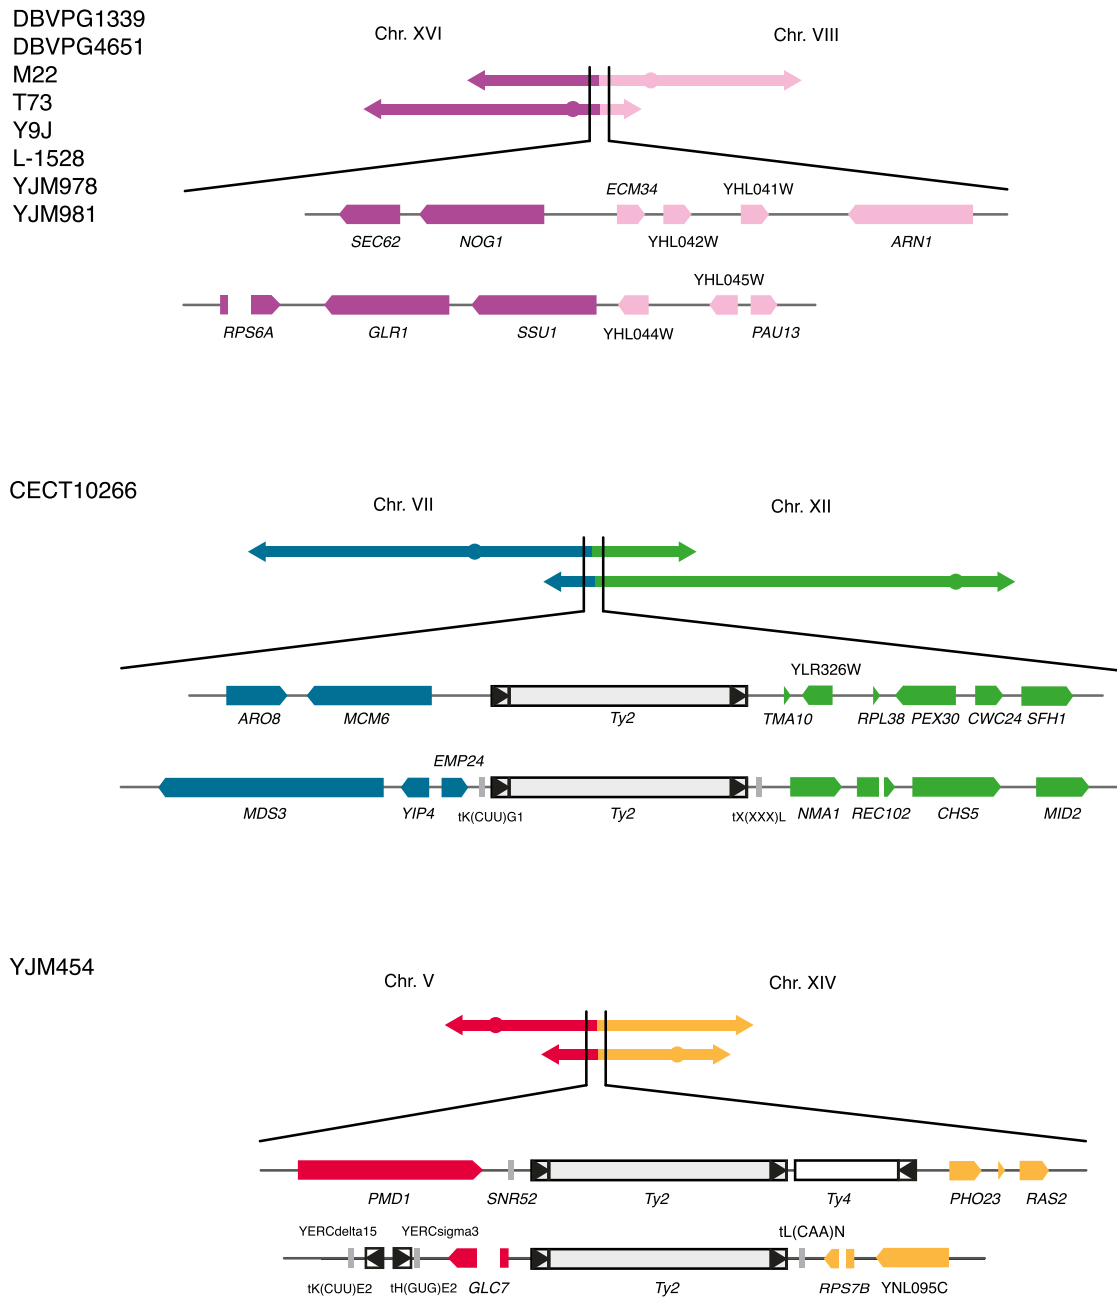 DBVPG1339
DBVPG4651
M22
T73
Y9J
L-1528
YJM978
YJM981
Chr. XVI
Chr. VIII
ECM34
YHL041W
SEC62
NOG1
YHL042W
ARN1
YHL045W
RPS6A
GLR1
SSU1
YHL044W
PAU13
CECT10266
Chr. VII
Chr. XII
YLR326W
ARO8
MCM6
Ty2
TMA10
RPL38
PEX30
CWC24
SFH1
EMP24
MDS3
YIP4
tK(CUU)G1
Ty2
tX(XXX)L
NMA1
REC102
CHS5
MID2
YJM454
Chr. V
Chr. XIV
PMD1
SNR52
Ty2
Ty4
PHO23
RAS2
YERCdelta15
YERCsigma3
tL(CAA)N
tK(CUU)E2
tH(GUG)E2
GLC7
Ty2
RPS7B
YNL095C